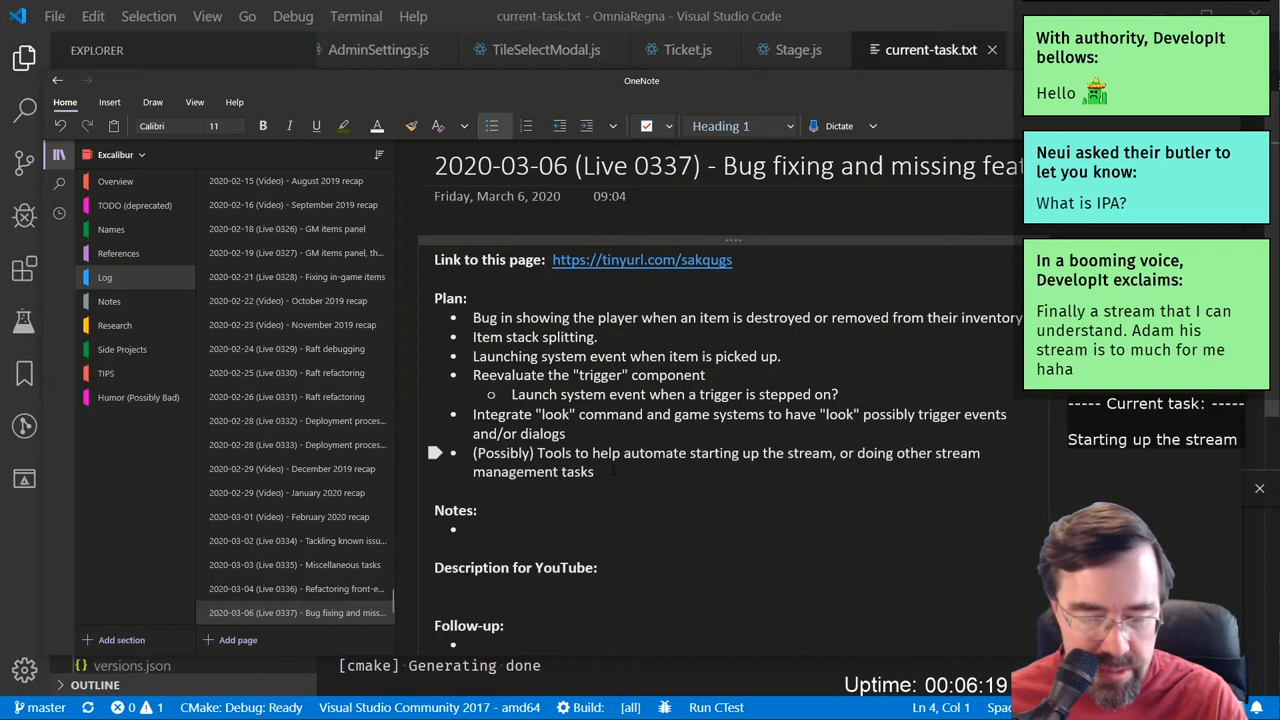 File Edit Selection View Go Debug Terminal Help
current-task.txt - OmniaRegna - Visual Studio Code
EXPLORER
AdminSettings.js
TileSelectModal.js
Ticket.js
Stage.js
current-task.txt
OneNote
Home Insert Draw View Help
Calibri 11 B I U A Heading 1 Dictate
Excalibur
Overview
TODO (deprecated)
Names
References
Log
Notes
Research
Side Projects
TIPS
Humor (Possibly Bad)
Add section
2020-02-15 (Video) - August 2019 recap
2020-02-16 (Video) - September 2019 recap
2020-02-18 (Live 0326) - GM items panel
2020-02-19 (Live 0327) - GM items panel, th...
2020-02-21 (Live 0328) - Fixing in-game items
2020-02-22 (Video) - October 2019 recap
2020-02-23 (Video) - November 2019 recap
2020-02-24 (Live 0329) - Raft debugging
2020-02-25 (Live 0330) - Raft refactoring
2020-02-26 (Live 0331) - Raft refactoring
2020-02-28 (Live 0332) - Deployment proces...
2020-02-28 (Live 0333) - Deployment proces...
2020-02-29 (Video) - December 2019 recap
2020-02-29 (Video) - January 2020 recap
2020-03-01 (Video) - February 2020 recap
2020-03-02 (Live 0334) - Tackling known issu...
2020-03-03 (Live 0335) - Miscellaneous tasks
2020-03-04 (Live 0336) - Refactoring front-e...
2020-03-06 (Live 0337) - Bug fixing and miss...
Add page
2020-03-06 (Live 0337) - Bug fixing and missing feat
Friday, March 6, 2020 09:04
Link to this page: https://tinyurl.com/sakqugs
Plan:
• Bug in showing the player when an item is destroyed or removed from their inventory
• Item stack splitting.
• Launching system event when item is picked up.
• Reevaluate the "trigger" component
○ Launch system event when a trigger is stepped on?
• Integrate "look" command and game systems to have "look" possibly trigger events
and/or dialogs
• (Possibly) Tools to help automate starting up the stream, or doing other stream
management tasks
Notes:
•
Description for YouTube:
Follow-up:
•
With authority, DevelopIt
bellows:
Hello
Neui asked their butler to
let you know:
What is IPA?
In a booming voice,
DevelopIt exclaims:
Finally a stream that I can
understand. Adam his
stream is to much for me
haha
----- Current task: -----
Starting up the stream
versions.json
OUTLINE
[cmake] Generating done
Uptime: 00:06:19
master 0 1 CMake: Debug: Ready Visual Studio Community 2017 - amd64 Build: [all] Run CTest Ln 4, Col 1